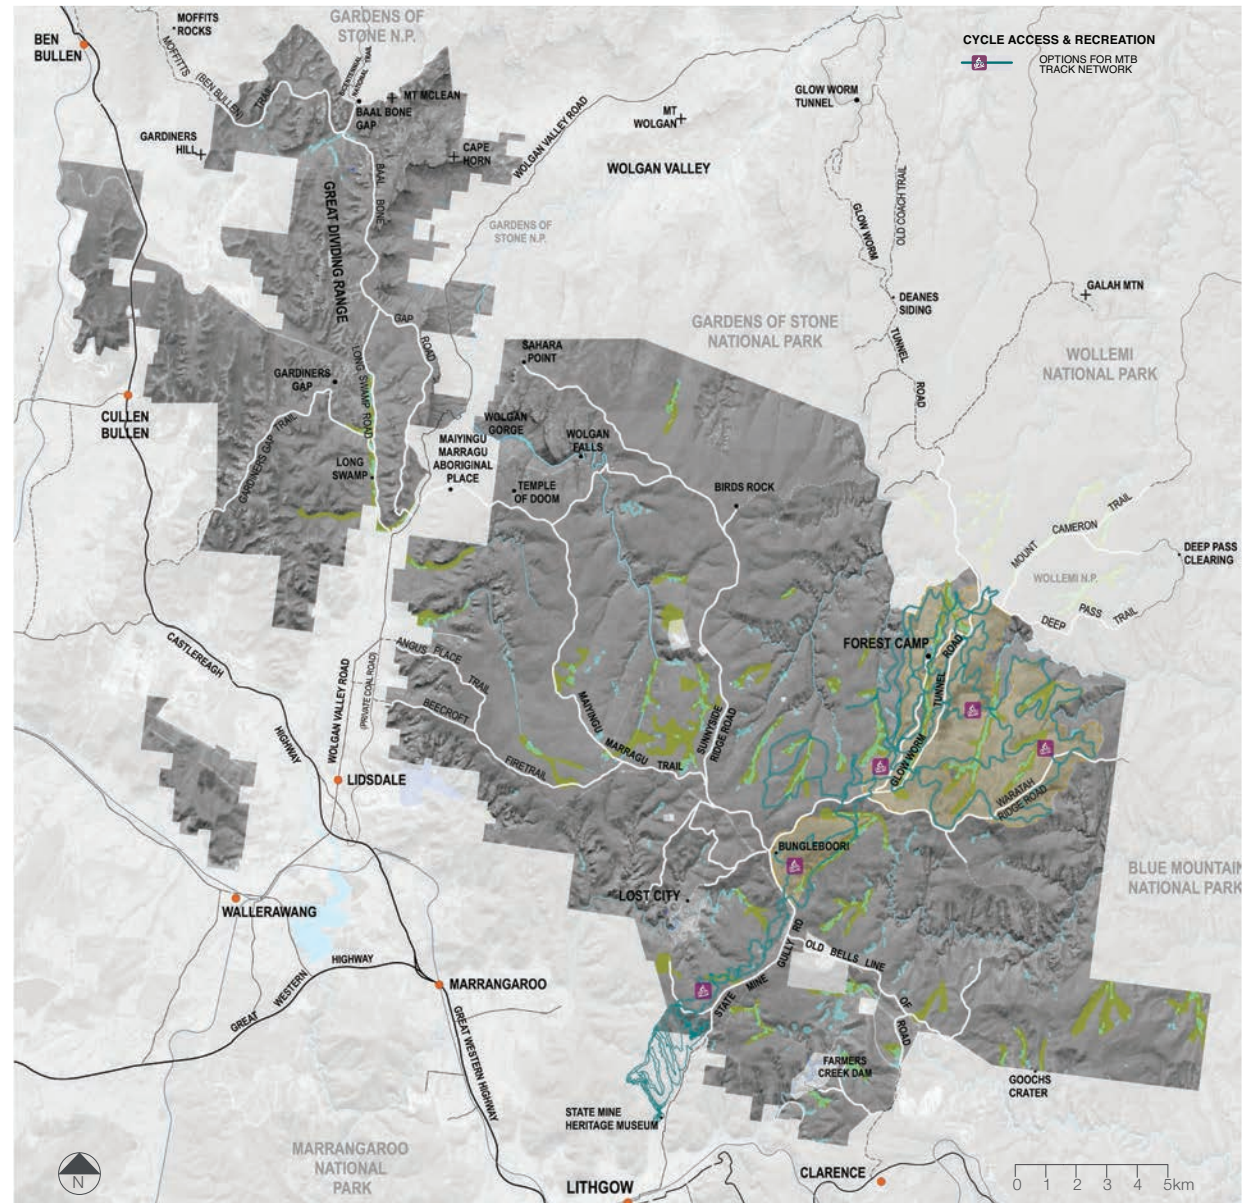 MOFFITS
ROCKS
GARDENS OF
STONE N.P.
CYCLE ACCESS & RECREATION
OPTIONS FOR MTB
TRACK NETWORK
BEN
BULLEN
MOFFITTS (BEN BULLEN) TRAIL
BICENTENNIAL
NATIONAL TRAIL
MT MCLEAN
BAAL BONE
GAP
GLOW WORM
TUNNEL
MT
WOLGAN
GARDINERS
HILL
CAPE
HORN
WOLGAN VALLEY ROAD
WOLGAN VALLEY
BAAL BONE GAP ROAD
GREAT DIVIDING RANGE
GARDENS OF
STONE N.P.
OLD COACH TRAIL
GLOW WORM TUNNEL ROAD
GALAH MTN
DEANES
SIDING
GARDENS OF STONE
NATIONAL PARK
WOLLEMI
NATIONAL PARK
SAHARA
POINT
LONG SWAMP ROAD
GARDINERS
GAP
CULLEN
BULLEN
GARDINERS GAP TRAIL
WOLGAN
GORGE
WOLGAN
FALLS
MAIYINGU
MARRAGU
ABORIGINAL
PLACE
LONG
SWAMP
TEMPLE
OF DOOM
BIRDS ROCK
MOUNT CAMERON TRAIL
DEEP PASS
CLEARING
WOLLEMI N.P.
DEEP PASS TRAIL
CASTLEREAGH HIGHWAY
ANGUS PLACE TRAIL
FOREST CAMP
WOLGAN VALLEY ROAD
(PRIVATE COAL ROAD)
BEECROFT FIRETRAIL
MAIYINGU MARRAGU TRAIL
SUNNYSIDE
RIDGE ROAD
GLOW WORM TUNNEL ROAD
LIDSDALE
WARATAH
RIDGE ROAD
BUNGLEBOORI
BLUE MOUNTAIN
NATIONAL PARK
LOST CITY
WALLERAWANG
OLD BELLS LINE OF ROAD
STATE MINE GULLY RD
GREAT WESTERN HIGHWAY
MARRANGAROO
GREAT WESTERN HIGHWAY
FARMERS
CREEK DAM
GOOCHS
CRATER
STATE MINE
HERITAGE MUSEUM
MARRANGAROO
NATIONAL
PARK
N
LITHGOW
CLARENCE
0 1 2 3 4 5km